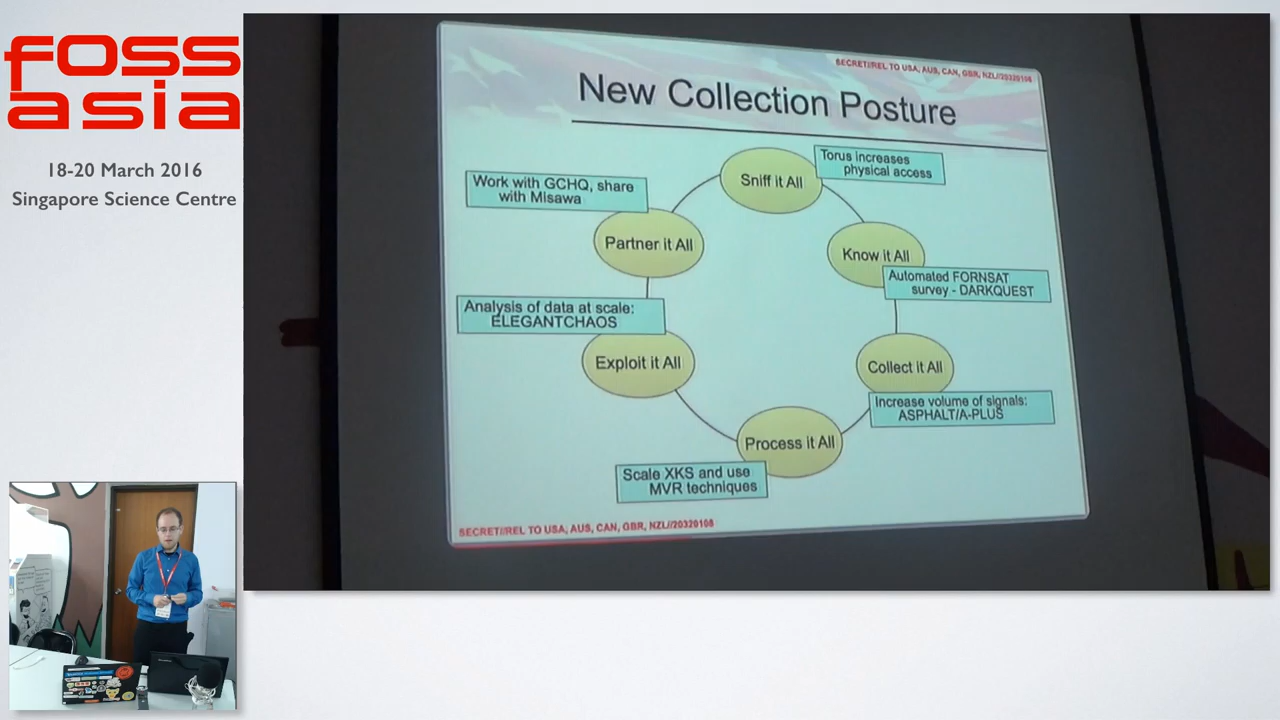 foss
asia
18-20 March 2016
Singapore Science Centre
SECRET//REL TO USA, AUS, CAN, GBR, NZL//20320108
New Collection Posture
Sniff it All
Torus increases
physical access
Know it All
Automated FORNSAT
survey - DARKQUEST
Collect it All
Increase volume of signals:
ASPHALT/A-PLUS
Process it All
Scale XKS and use
MVR techniques
Exploit it All
Analysis of data at scale:
ELEGANTCHAOS
Partner it All
Work with GCHQ, share
with Misawa
SECRET//REL TO USA, AUS, CAN, GBR, NZL//20320108